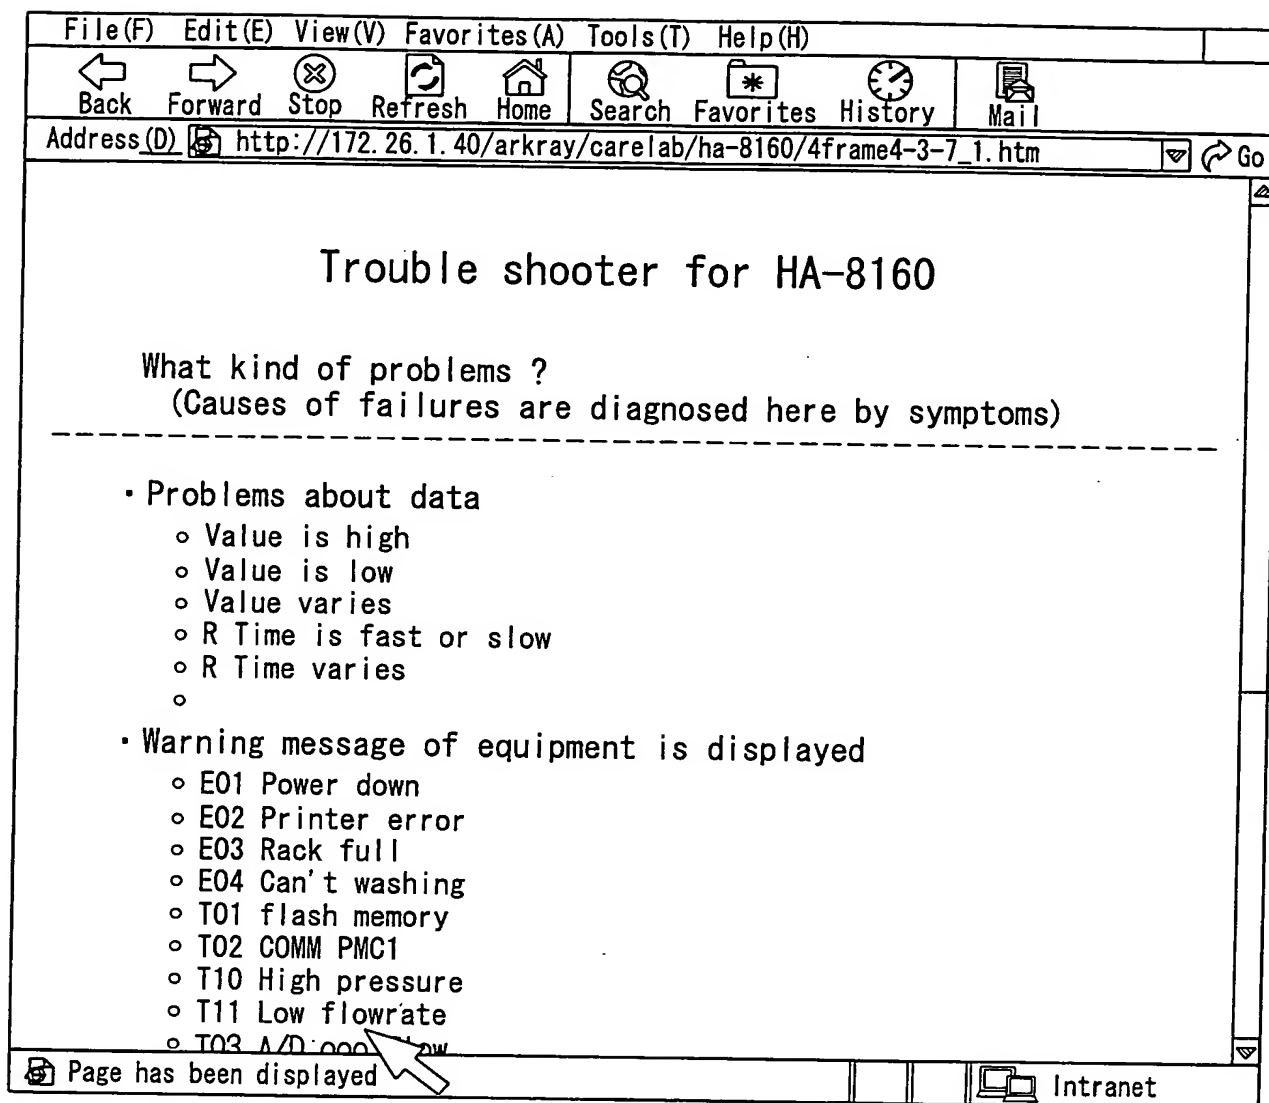 File(F) Edit(E) View(V) Favorites(A) Tools(T) Help(H)
Back Forward Stop Refresh Home Search Favorites History Mail
Address(D) http://172.26.1.40/arkray/carelab/ha-8160/4frame4-3-7_1.htm Go
Trouble shooter for HA-8160
What kind of problems ?
(Causes of failures are diagnosed here by symptoms)
・Problems about data
○ Value is high
○ Value is low
○ Value varies
○ R Time is fast or slow
○ R Time varies
○
・Warning message of equipment is displayed
○ E01 Power down
○ E02 Printer error
○ E03 Rack full
○ E04 Can't washing
○ T01 flash memory
○ T02 COMM PMC1
○ T10 High pressure
○ T11 Low flowrate
○ T03 A/D
Page has been displayed Intranet